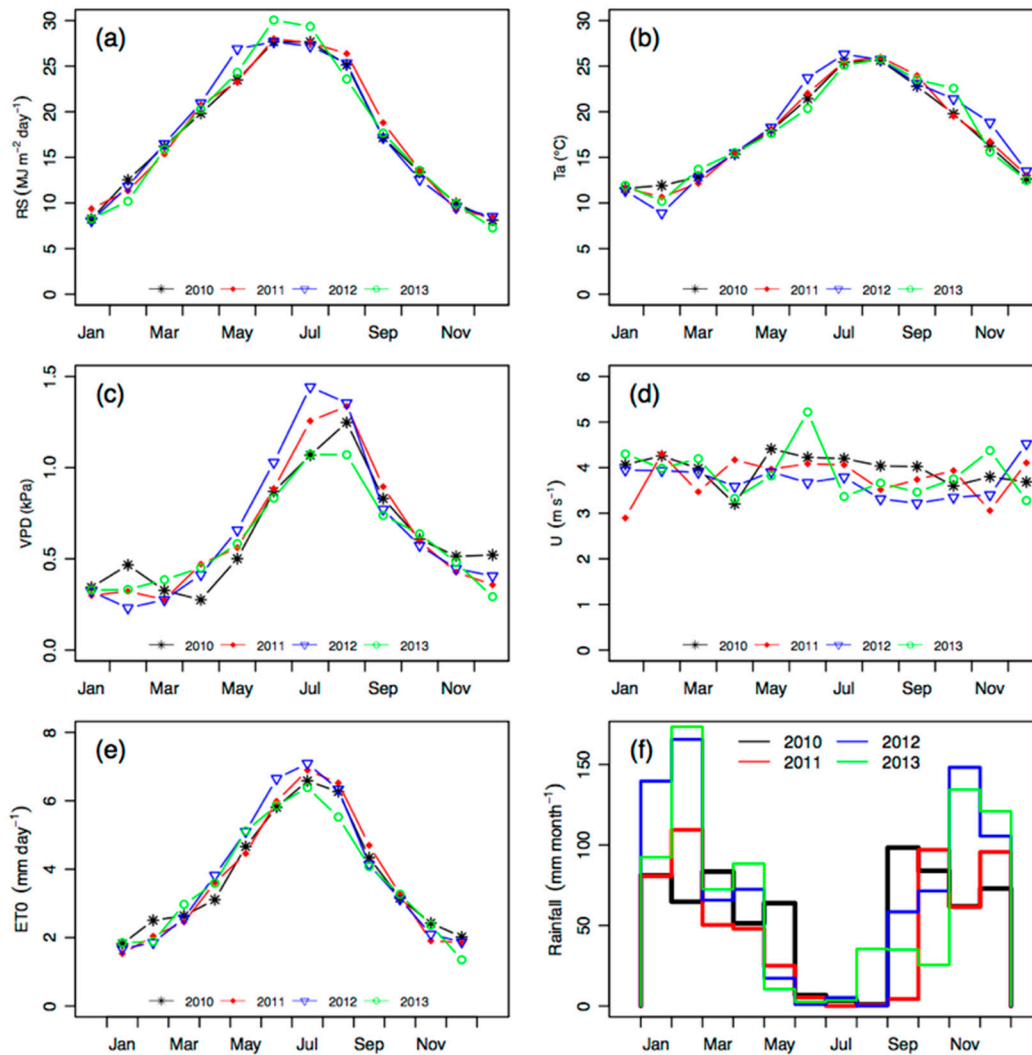 (a)
RS (MJ m⁻² day⁻¹)
30
25
20
15
10
5
0
2010 2011 2012 2013
Jan Mar May Jul Sep Nov
(b)
Ta (°C)
30
25
20
15
10
5
0
2010 2011 2012 2013
Jan Mar May Jul Sep Nov
(c)
VPD (kPa)
1.5
1.0
0.5
0.0
2010 2011 2012 2013
Jan Mar May Jul Sep Nov
(d)
U (m s⁻¹)
6
5
4
3
2
1
0
2010 2011 2012 2013
Jan Mar May Jul Sep Nov
(e)
ET0 (mm day⁻¹)
8
6
4
2
0
2010 2011 2012 2013
Jan Mar May Jul Sep Nov
(f)
Rainfall (mm month⁻¹)
150
100
50
0
2010 2012
2011 2013
Jan Mar May Jul Sep Nov